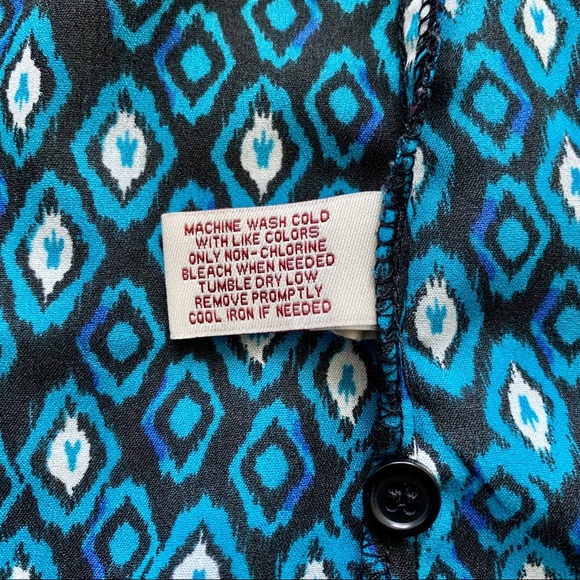 MACHINE WASH COLD
WITH LIKE COLORS
ONLY NON-CHLORINE
BLEACH WHEN NEEDED
TUMBLE DRY LOW
REMOVE PROMPTLY
COOL IRON IF NEEDED